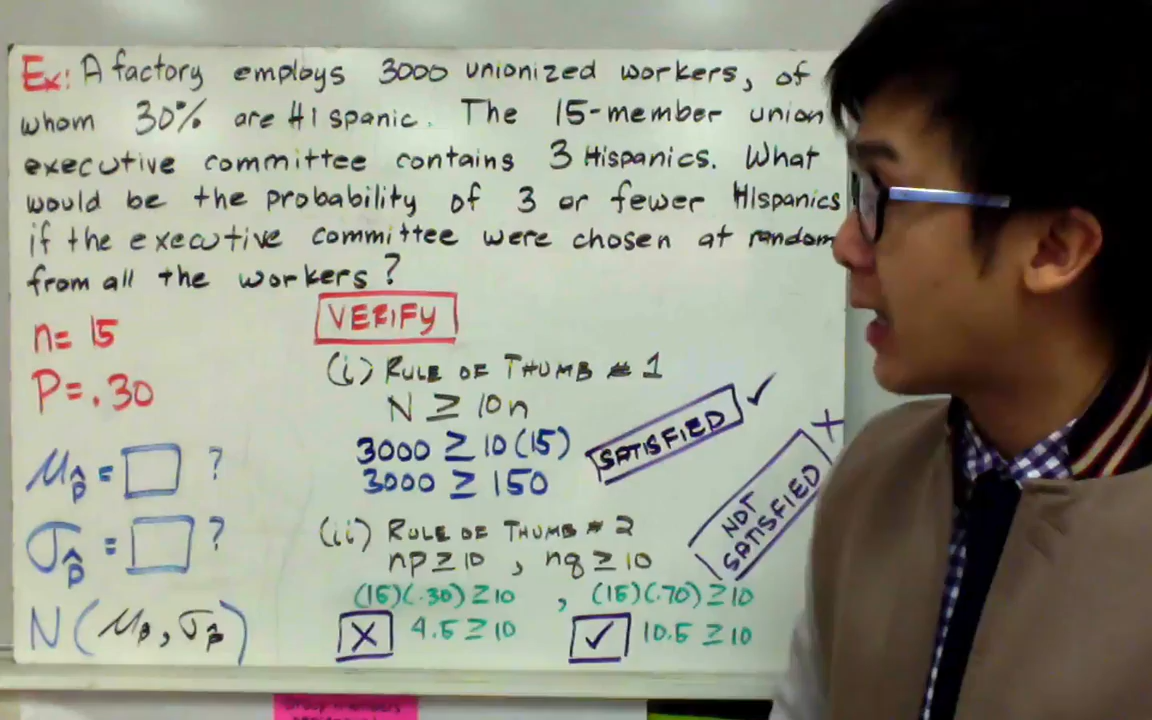 Ex: A factory employs 3000 unionized workers, of
whom 30% are Hispanic. The 15-member union
executive committee contains 3 Hispanics. What
would be the probability of 3 or fewer Hispanics
if the executive committee were chosen at random
from all the workers?
n = 15
P = .30
μp̂ = □ ?
σp̂ = □ ?
N(μp̂, σp̂)
VERIFY
(i) RULE OF THUMB # 1
N ≥ 10n
3000 ≥ 10(15)
3000 ≥ 150
SATISFIED ✓
(ii) RULE OF THUMB # 2
np ≥ 10 , nq ≥ 10
(15)(.30) ≥ 10 , (15)(.70) ≥ 10
X 4.5 ≥ 10 ✓ 10.5 ≥ 10
NOT
SATISFIED X